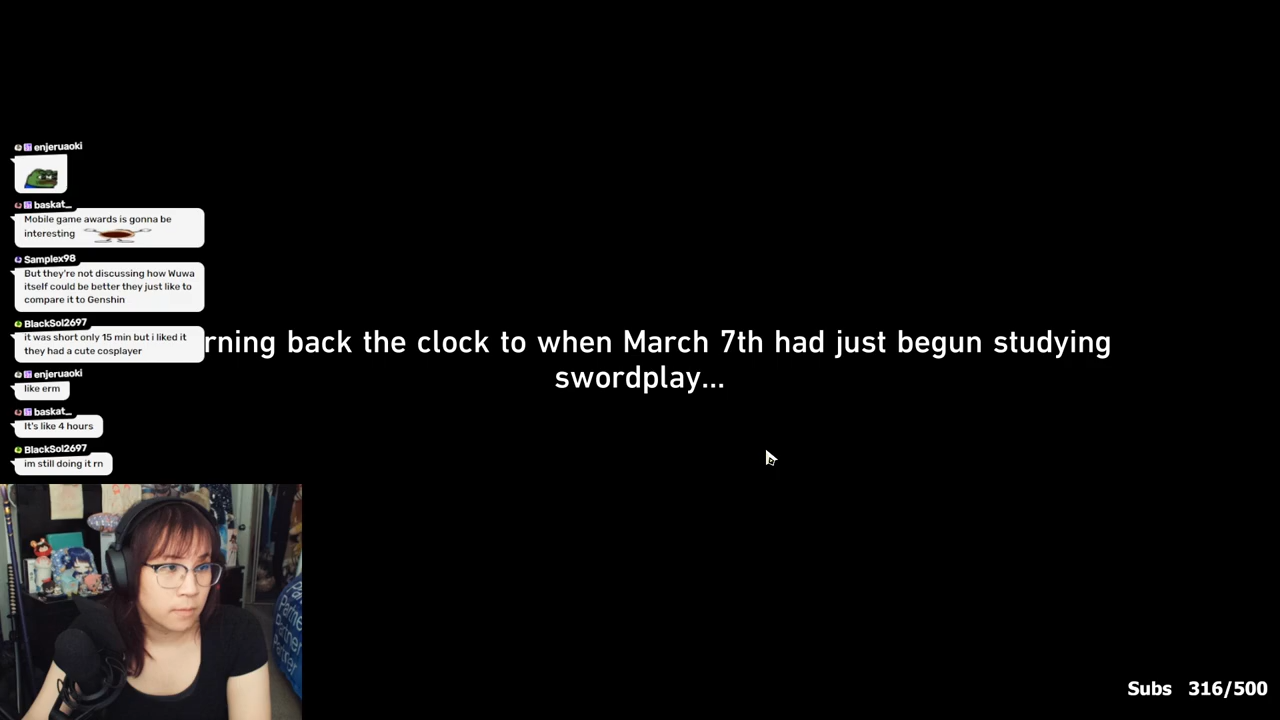 enjeruaoki
baskat_
Mobile game awards is gonna be
interesting
Samplex98
But they're not discussing how Wuwa
itself could be better they just like to
compare it to Genshin
BlackSol2697
it was short only 15 min but i liked it
they had a cute cosplayer
rning back the clock to when March 7th had just begun studying
swordplay...
enjeruaoki
like erm
baskat_
It's like 4 hours
BlackSol2697
im still doing it rn
Partner
Partner
Partner
Subs 316/500